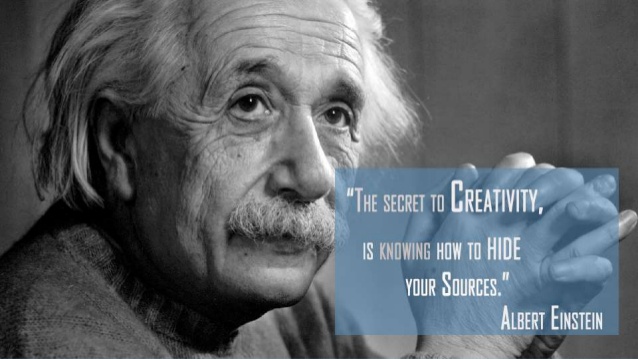 "The secret to Creativity,
is knowing how to HIDE
your Sources."
Albert Einstein